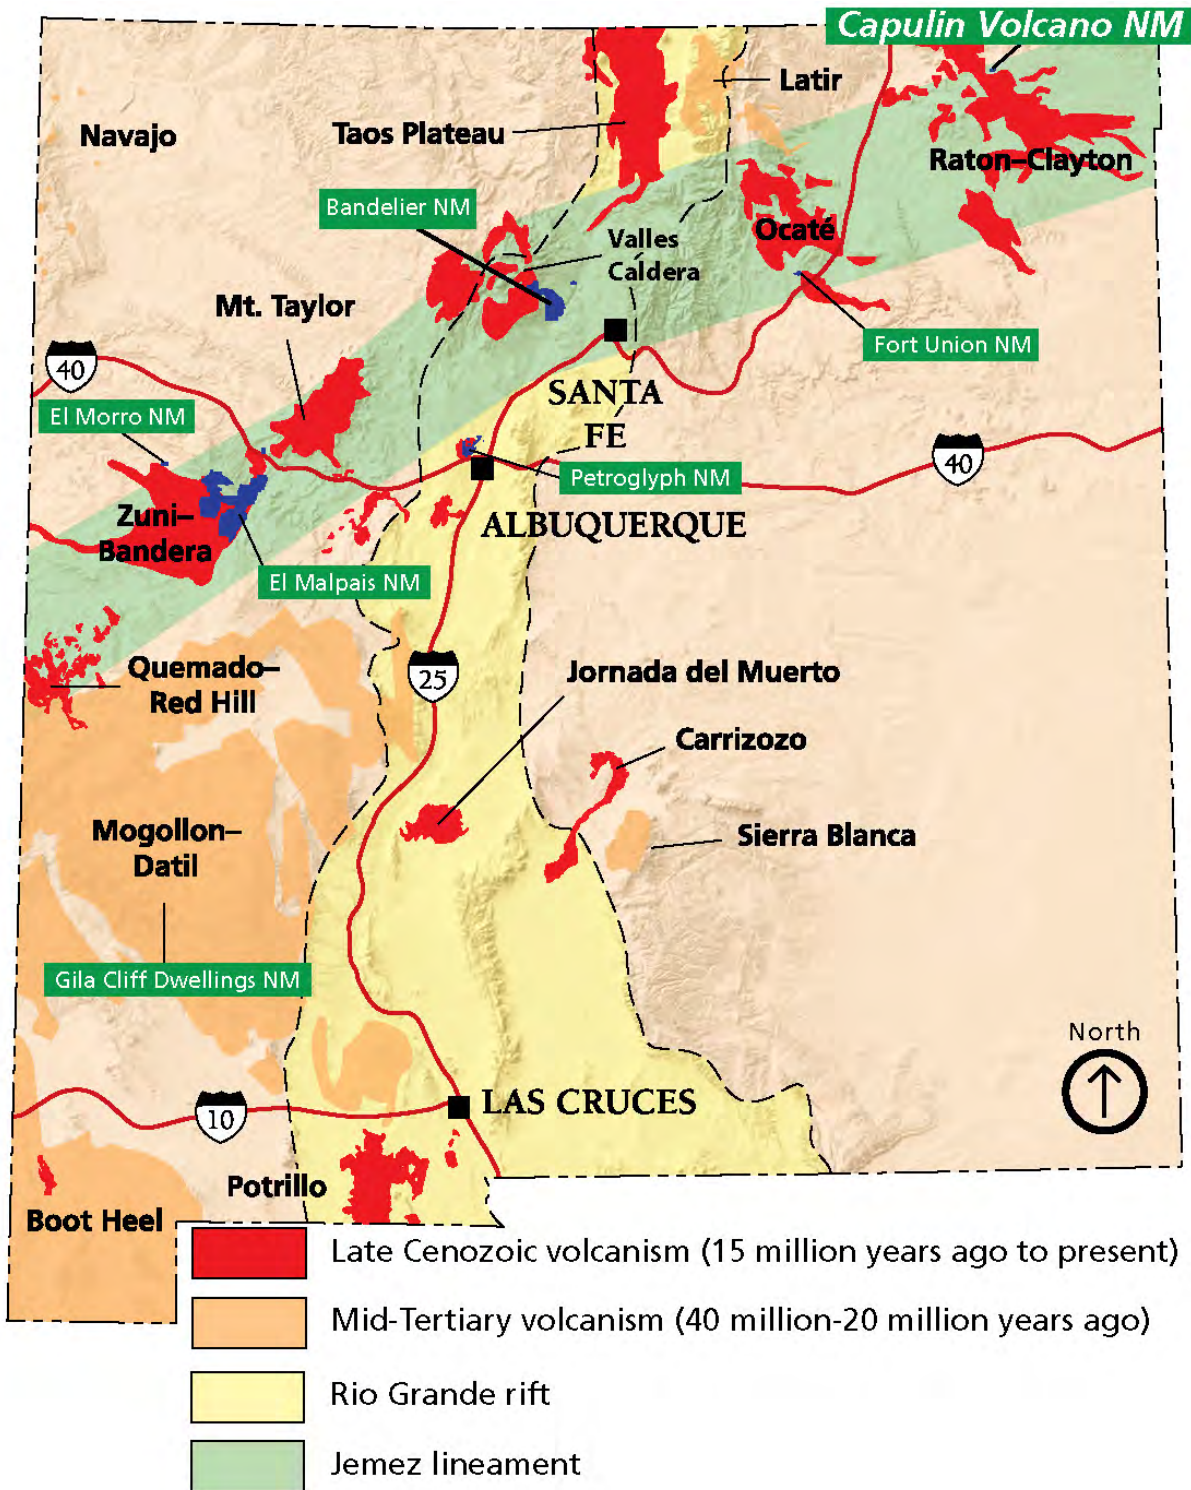 Capulin Volcano NM
Latir
Navajo
Taos Plateau
Raton–Clayton
Bandelier NM
Ocaté
Valles
Caldera
Mt. Taylor
Fort Union NM
40
SANTA
FE
El Morro NM
40
Petroglyph NM
Zuni–
Bandera
ALBUQUERQUE
El Malpais NM
Quemado–
Red Hill
25
Jornada del Muerto
Carrizozo
Mogollon–
Datil
Sierra Blanca
Gila Cliff Dwellings NM
North
LAS CRUCES
10
Potrillo
Boot Heel
Late Cenozoic volcanism (15 million years ago to present)
Mid-Tertiary volcanism (40 million-20 million years ago)
Rio Grande rift
Jemez lineament